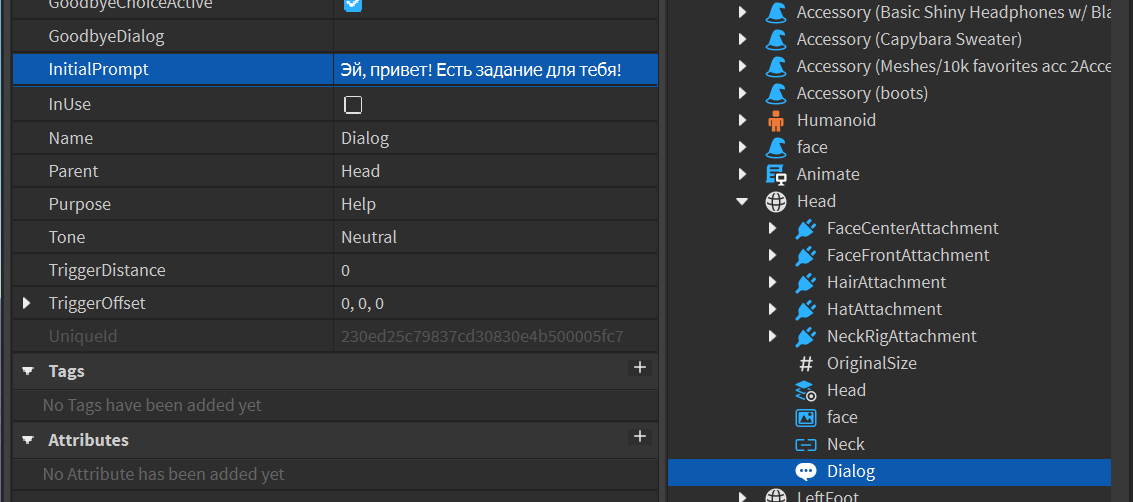 GoodbyeChoiceActive
GoodbyeDialog
InitialPrompt Эй, привет! Есть задание для тебя!
InUse
Name Dialog
Parent Head
Purpose Help
Tone Neutral
TriggerDistance 0
TriggerOffset 0, 0, 0
UniqueId 230ed25c79837cd30830e4b500005fc7
Tags
No Tags have been added yet
Attributes
No Attribute has been added yet
Accessory (Basic Shiny Headphones w/ Bla
Accessory (Capybara Sweater)
Accessory (Meshes/10k favorites acc 2Acce
Accessory (boots)
Humanoid
face
Animate
Head
FaceCenterAttachment
FaceFrontAttachment
HairAttachment
HatAttachment
NeckRigAttachment
OriginalSize
Head
face
Neck
Dialog
LeftFoot